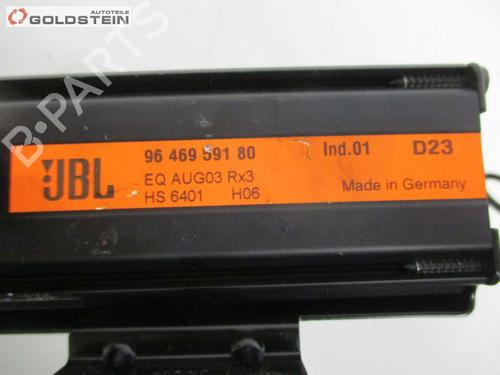 AUTOTEILE
GOLDSTEIN
B-PARTS
JBL
96 469 591 80 Ind.01 D23
EQ AUG03 Rx3
HS 6401 H06 Made in Germany